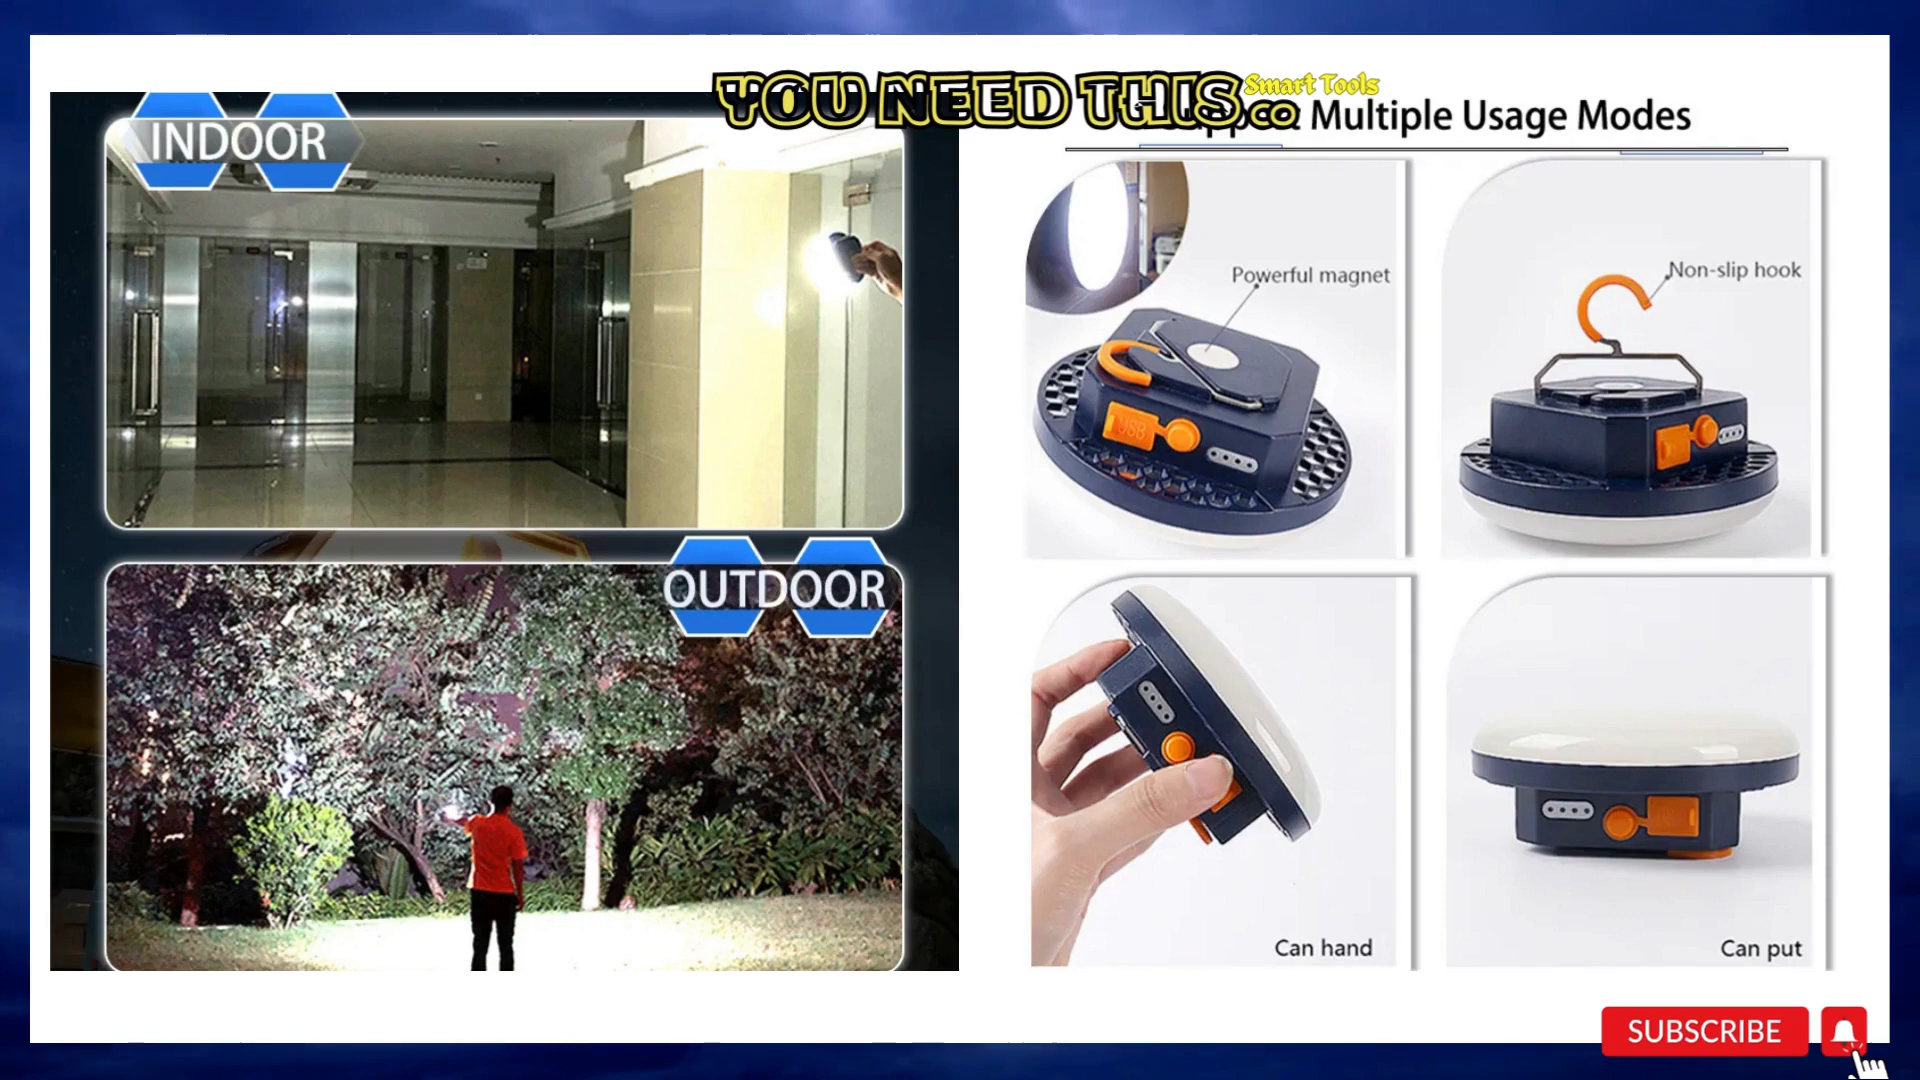 YOU NEED THIS
Smart Tools
co
Multiple Usage Modes
INDOOR
Powerful magnet
Non-slip hook
USB
OUTDOOR
Can hand
Can put
SUBSCRIBE